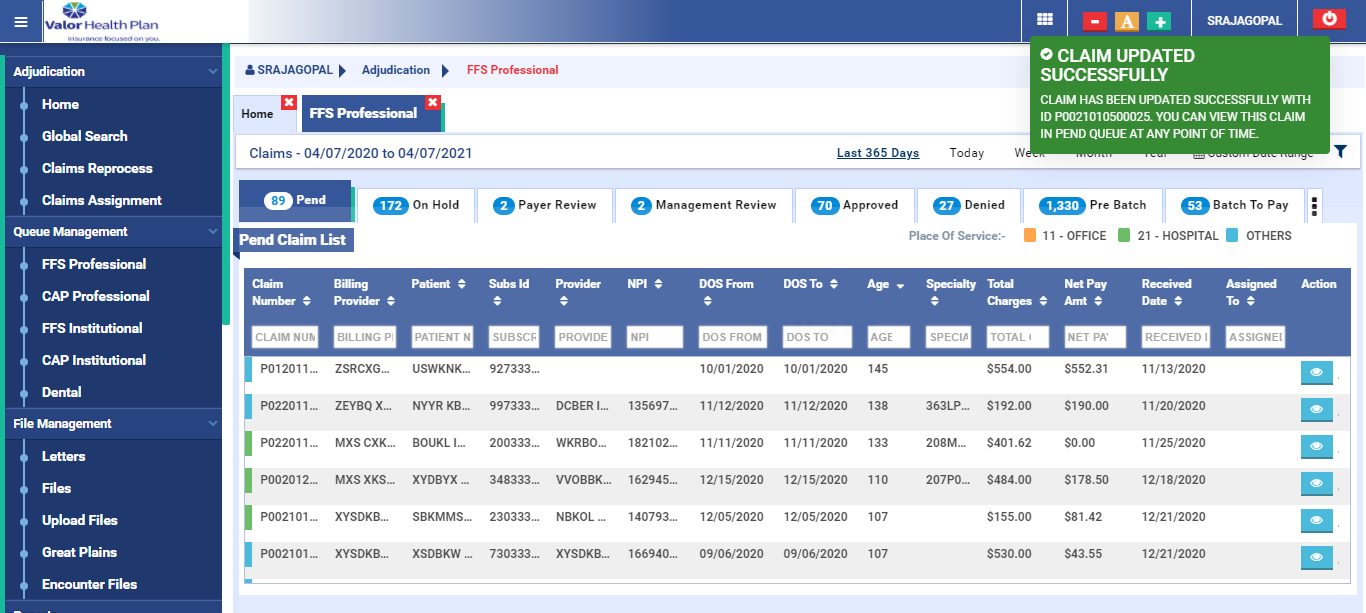 Valor Health Plan
Insurance focused on you.
A
SRAJAGOPAL
CLAIM UPDATED
SUCCESSFULLY
CLAIM HAS BEEN UPDATED SUCCESSFULLY WITH
ID P0021010500025. YOU CAN VIEW THIS CLAIM
IN PEND QUEUE AT ANY POINT OF TIME.
Adjudication
Home
Global Search
Claims Reprocess
Claims Assignment
Queue Management
FFS Professional
CAP Professional
FFS Institutional
CAP Institutional
Dental
File Management
Letters
Files
Upload Files
Great Plains
Encounter Files
SRAJAGOPAL Adjudication FFS Professional
Home FFS Professional
Claims - 04/07/2020 to 04/07/2021 Last 365 Days Today Week Month Year Custom Date Range
89 Pend 172 On Hold 2 Payer Review 2 Management Review 70 Approved 27 Denied 1,330 Pre Batch 53 Batch To Pay
Pend Claim List Place Of Service:- 11 - OFFICE 21 - HOSPITAL OTHERS
Claim Billing Patient Subs Id Provider NPI DOS From DOS To Age Specialty Total Net Pay Received Assigned Action
Number Provider Charges Amt Date To
CLAIM NUM BILLING PI PATIENT N SUBSCR PROVIDE NPI DOS FROM DOS TO AGE SPECIA TOTAL NET PA RECEIVED ASSIGNEI
P012011... ZSRCXG... USWKNK... 927333... 10/01/2020 10/01/2020 145 $554.00 $552.31 11/13/2020
P022011... ZEYBQ X... NYYR KB... 997333... DCBER I... 135697... 11/12/2020 11/12/2020 138 363LP... $192.00 $190.00 11/20/2020
P022011... MXS CXK... BOUKL I... 200333... WKRBO... 182102... 11/11/2020 11/11/2020 133 208M... $401.62 $0.00 11/25/2020
P002012... MXS XKS... XYDBYX ... 348333... VVOBBK... 162945... 12/15/2020 12/15/2020 110 207P0... $484.00 $178.50 12/18/2020
P002101... XYSDKB... SBKMMS... 230333... NBKOL ... 140793... 12/05/2020 12/05/2020 107 $155.00 $81.42 12/21/2020
P002101... XYSDKB... XSDBKW ... 730333... XYSDKB... 166940... 09/06/2020 09/06/2020 107 $530.00 $43.55 12/21/2020